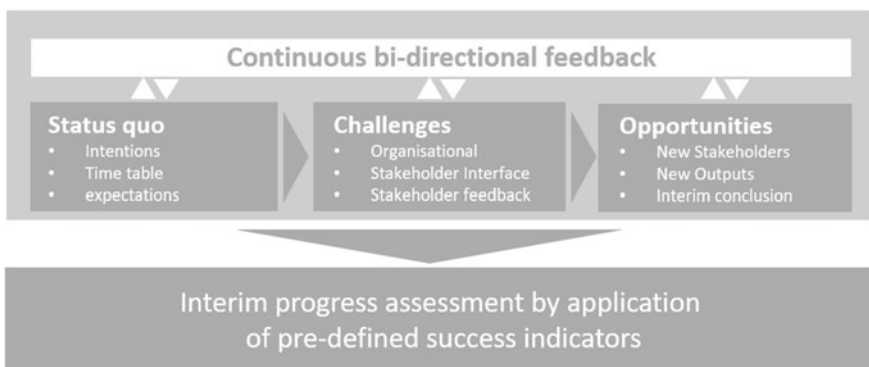 Continuous bi-directional feedback
Status quo
• Intentions
• Time table
• expectations
Challenges
• Organisational
• Stakeholder Interface
• Stakeholder feedback
Opportunities
• New Stakeholders
• New Outputs
• Interim conclusion
Interim progress assessment by application
of pre-defined success indicators